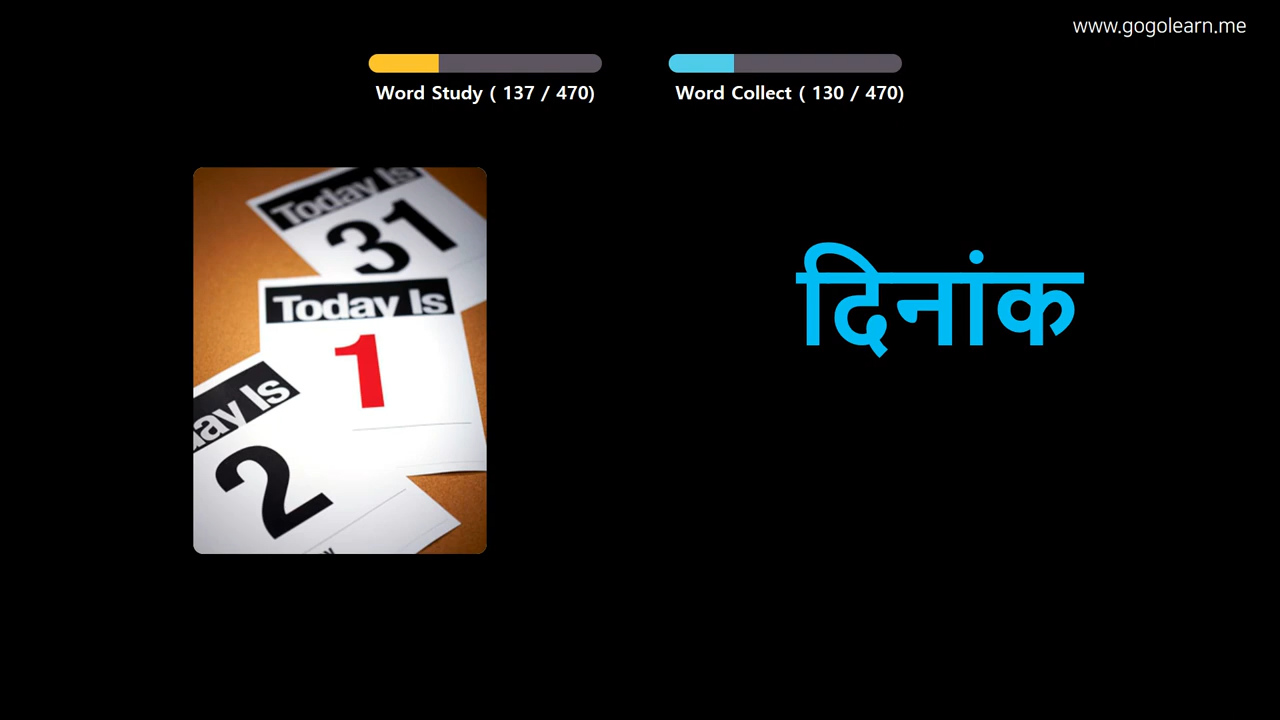 www.gogolearn.me
Word Study ( 137 / 470)
Word Collect ( 130 / 470)
Today Is
31
Today Is
1
ay Is
2
दिनांक